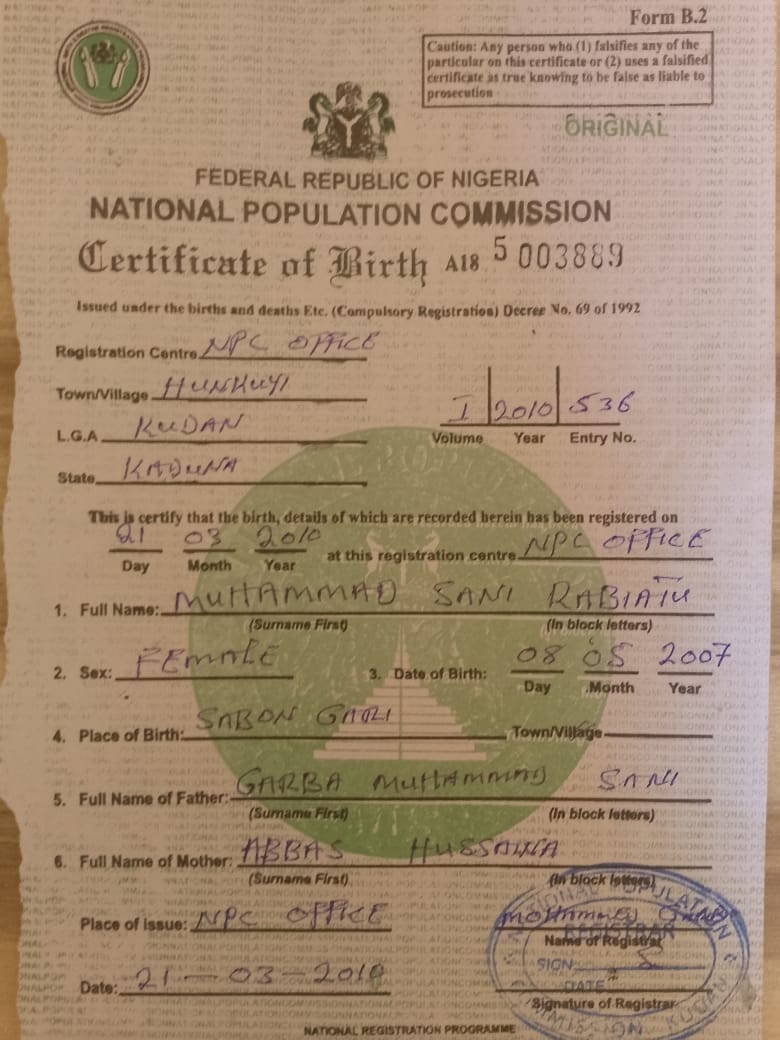 Form B.2
Caution: Any person who (1) falsifies any of the
particular on this certificate or (2) uses a falsified
certificate as true knowing to be false as liable to
prosecution
ORIGINAL
FEDERAL REPUBLIC OF NIGERIA
NATIONAL POPULATION COMMISSION
Certificate of Birth A18 5 003889
Issued under the births and deaths Etc. (Compulsory Registration) Decree No. 69 of 1992
Registration Centre NPC OFFICE
Town/Village HUNKUYI
L.G.A KUDAN
State KADUNA
I 2010 536
Volume Year Entry No.
This is certify that the birth, details of which are recorded herein has been registered on
21 03 2010 at this registration centre NPC OFFICE
Day Month Year
1. Full Name: MUHAMMAD SANI RABIATU
(Surname First) (In block letters)
2. Sex: FEMALE 3. Date of Birth: 08 05 2007
Day Month Year
4. Place of Birth: SABON GARI Town/Village
5. Full Name of Father: GARBA MUHAMMAD SANI
(Surname First) (In block letters)
6. Full Name of Mother: ABBAS HUSSAINA
(Surname First) (In block letters)
Place of Issue: NPC OFFICE
Name of Registrar
Date: 21-03-2010
Signature of Registrar
NATIONAL REGISTRATION PROGRAMME
NATIONAL POPULATION
REGISTRAR
SIGN
DATE
COMMISSION KUDAN